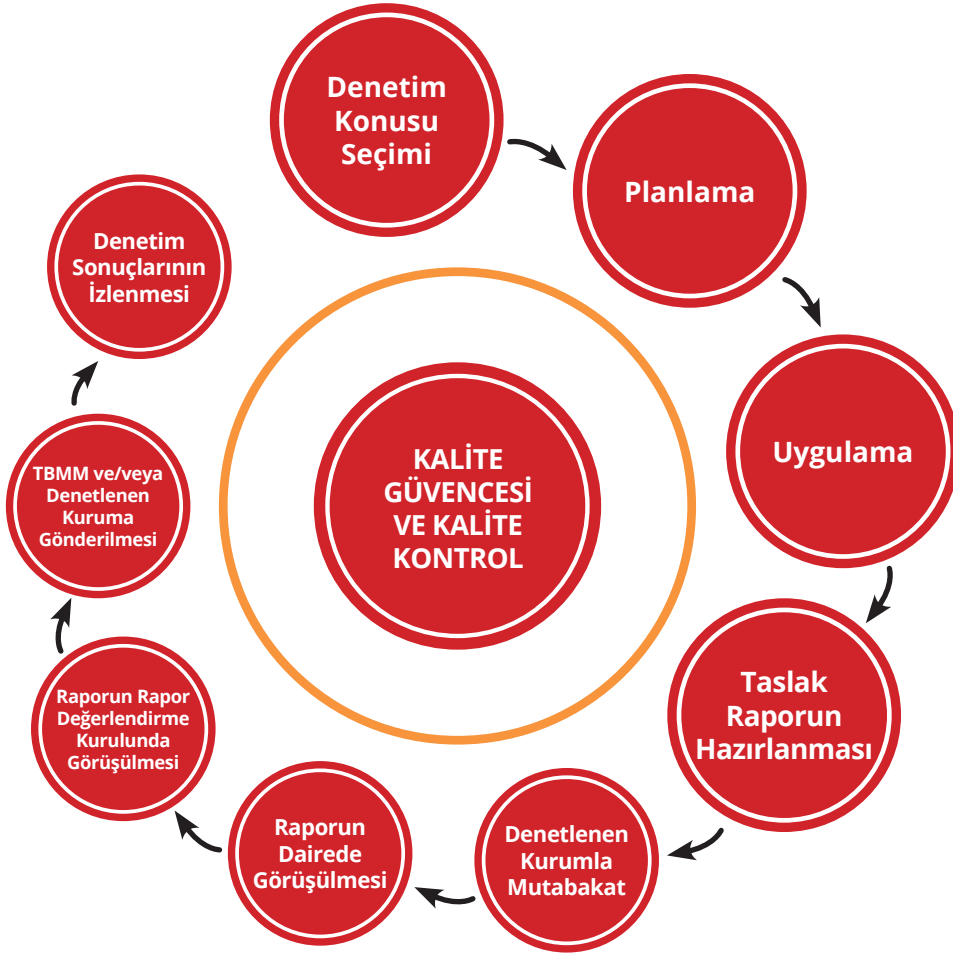 Denetim
Konusu
Seçimi
Planlama
Uygulama
Taslak
Raporun
Hazırlanması
Denetlenen
Kurumla
Mutabakat
Raporun
Dairede
Görüşülmesi
Raporun Rapor
Değerlendirme
Kurulunda
Görüşülmesi
TBMM ve/veya
Denetlenen
Kuruma
Gönderilmesi
Denetim
Sonuçlarının
İzlenmesi
KALİTE
GÜVENCESİ
VE KALİTE
KONTROL